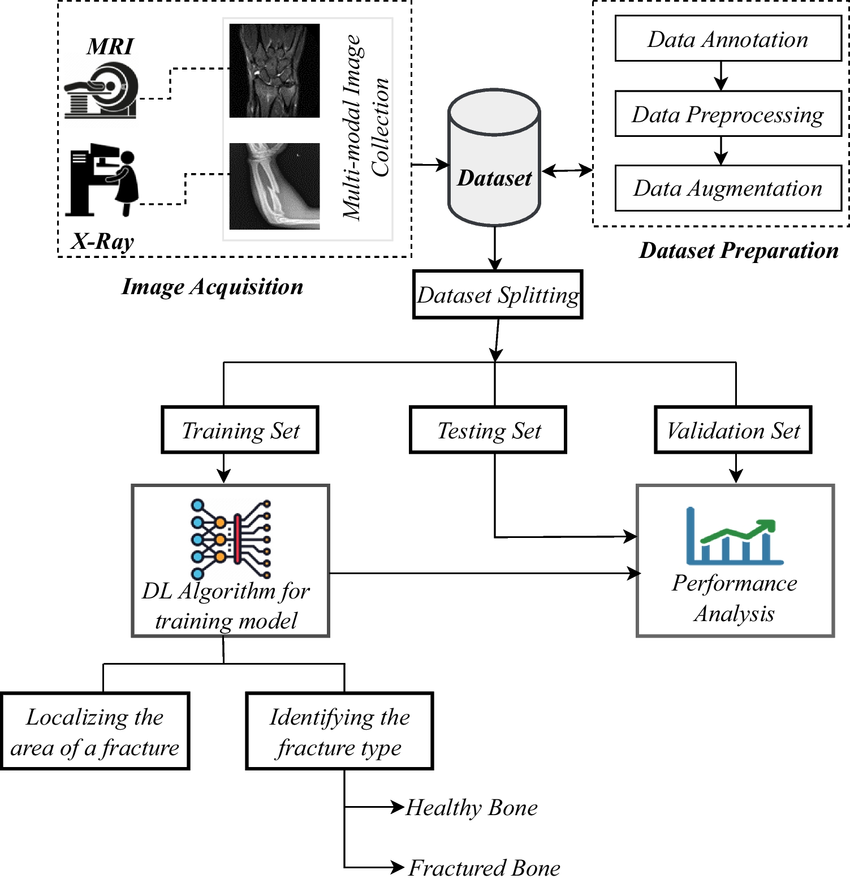 MRI
X-Ray
Multi-modal Image
Collection
Image Acquisition
Dataset
Data Annotation
Data Preprocessing
Data Augmentation
Dataset Preparation
Dataset Splitting
Training Set
Testing Set
Validation Set
DL Algorithm for
training model
Performance
Analysis
Localizing the
area of a fracture
Identifying the
fracture type
Healthy Bone
Fractured Bone